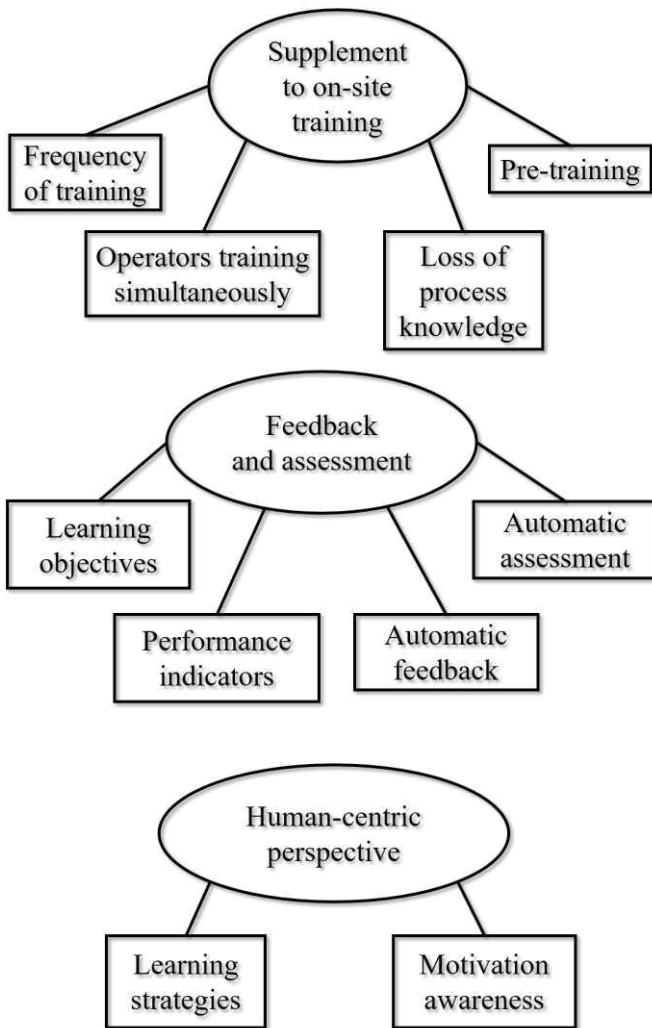 Supplement
to on-site
training
Frequency
of training
Pre-training
Operators training
simultaneously
Loss of
process
knowledge
Feedback
and assessment
Learning
objectives
Automatic
assessment
Performance
indicators
Automatic
feedback
Human-centric
perspective
Learning
strategies
Motivation
awareness